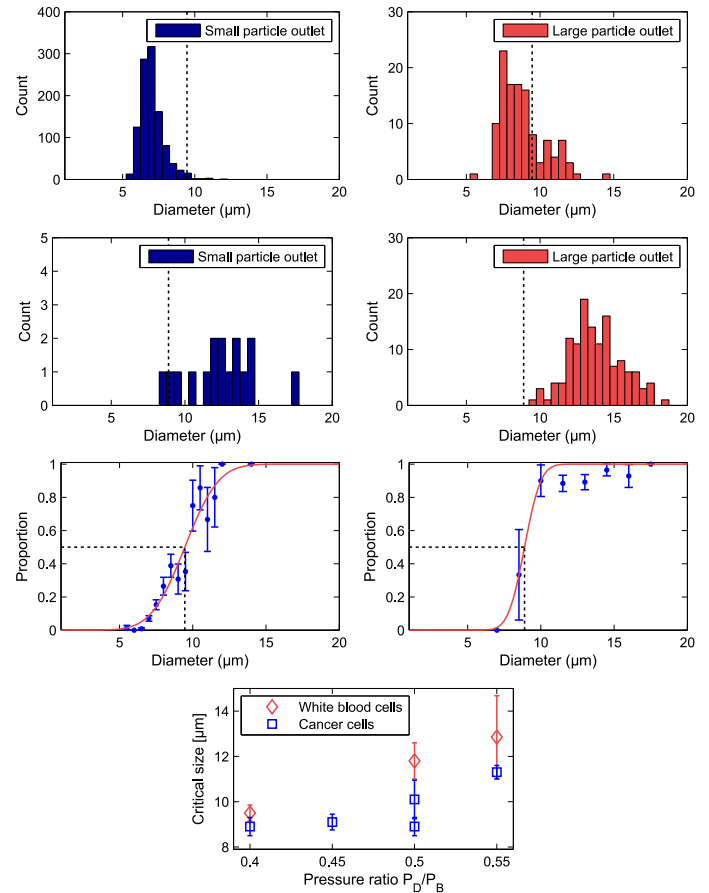 400
300
200
100
0
Count
Small particle outlet
5 10 15 20
Diameter (µm)
30
20
10
0
Count
Large particle outlet
5 10 15 20
Diameter (µm)
5
4
3
2
1
0
Count
Small particle outlet
5 10 15 20
Diameter (µm)
30
20
10
0
Count
Large particle outlet
5 10 15 20
Diameter (µm)
1
0.8
0.6
0.4
0.2
0
Proportion
5 10 15 20
Diameter (µm)
1
0.8
0.6
0.4
0.2
0
Proportion
5 10 15 20
Diameter (µm)
14
12
10
8
Critical size [µm]
White blood cells
Cancer cells
0.4 0.45 0.5 0.55
Pressure ratio P_D/P_B